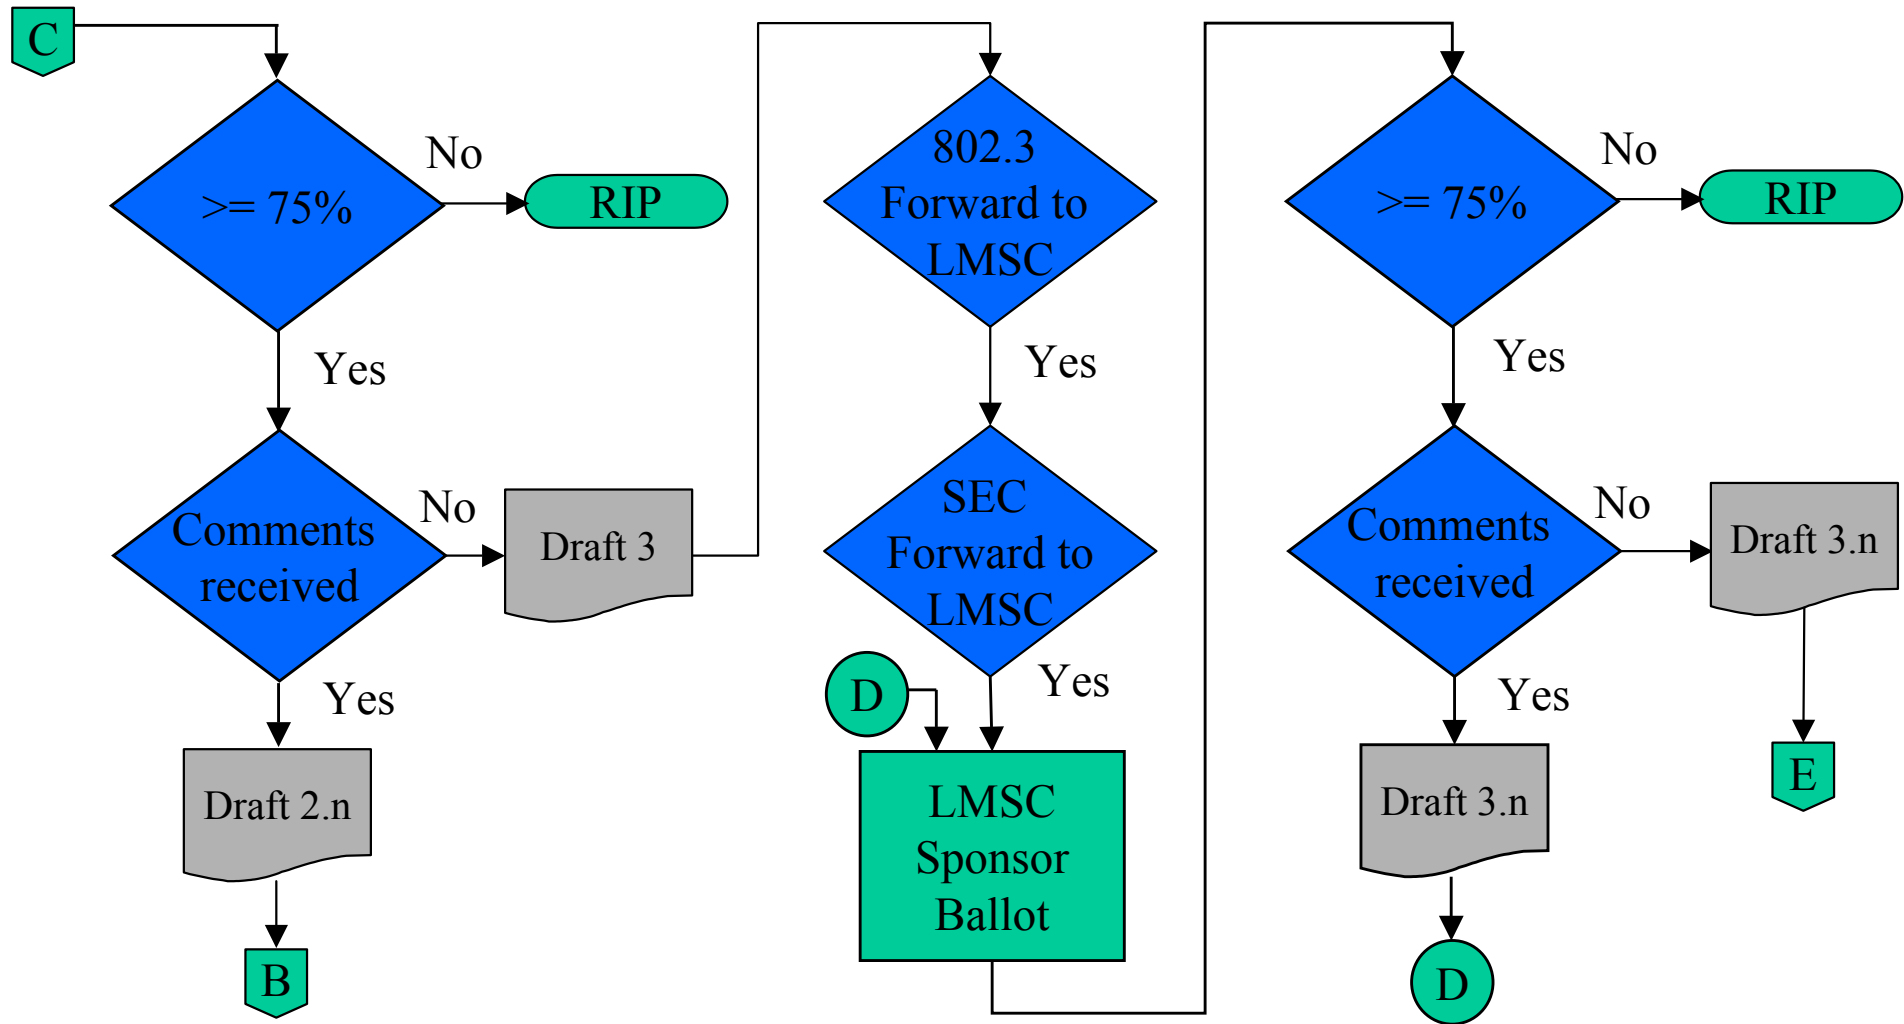 C
>= 75%
No
RIP
Yes
Comments
received
No
Draft 3
Yes
Draft 2.n
B
802.3
Forward to
LMSC
Yes
SEC
Forward to
LMSC
Yes
D
LMSC
Sponsor
Ballot
>= 75%
No
RIP
Yes
Comments
received
No
Draft 3.n
E
Yes
Draft 3.n
D